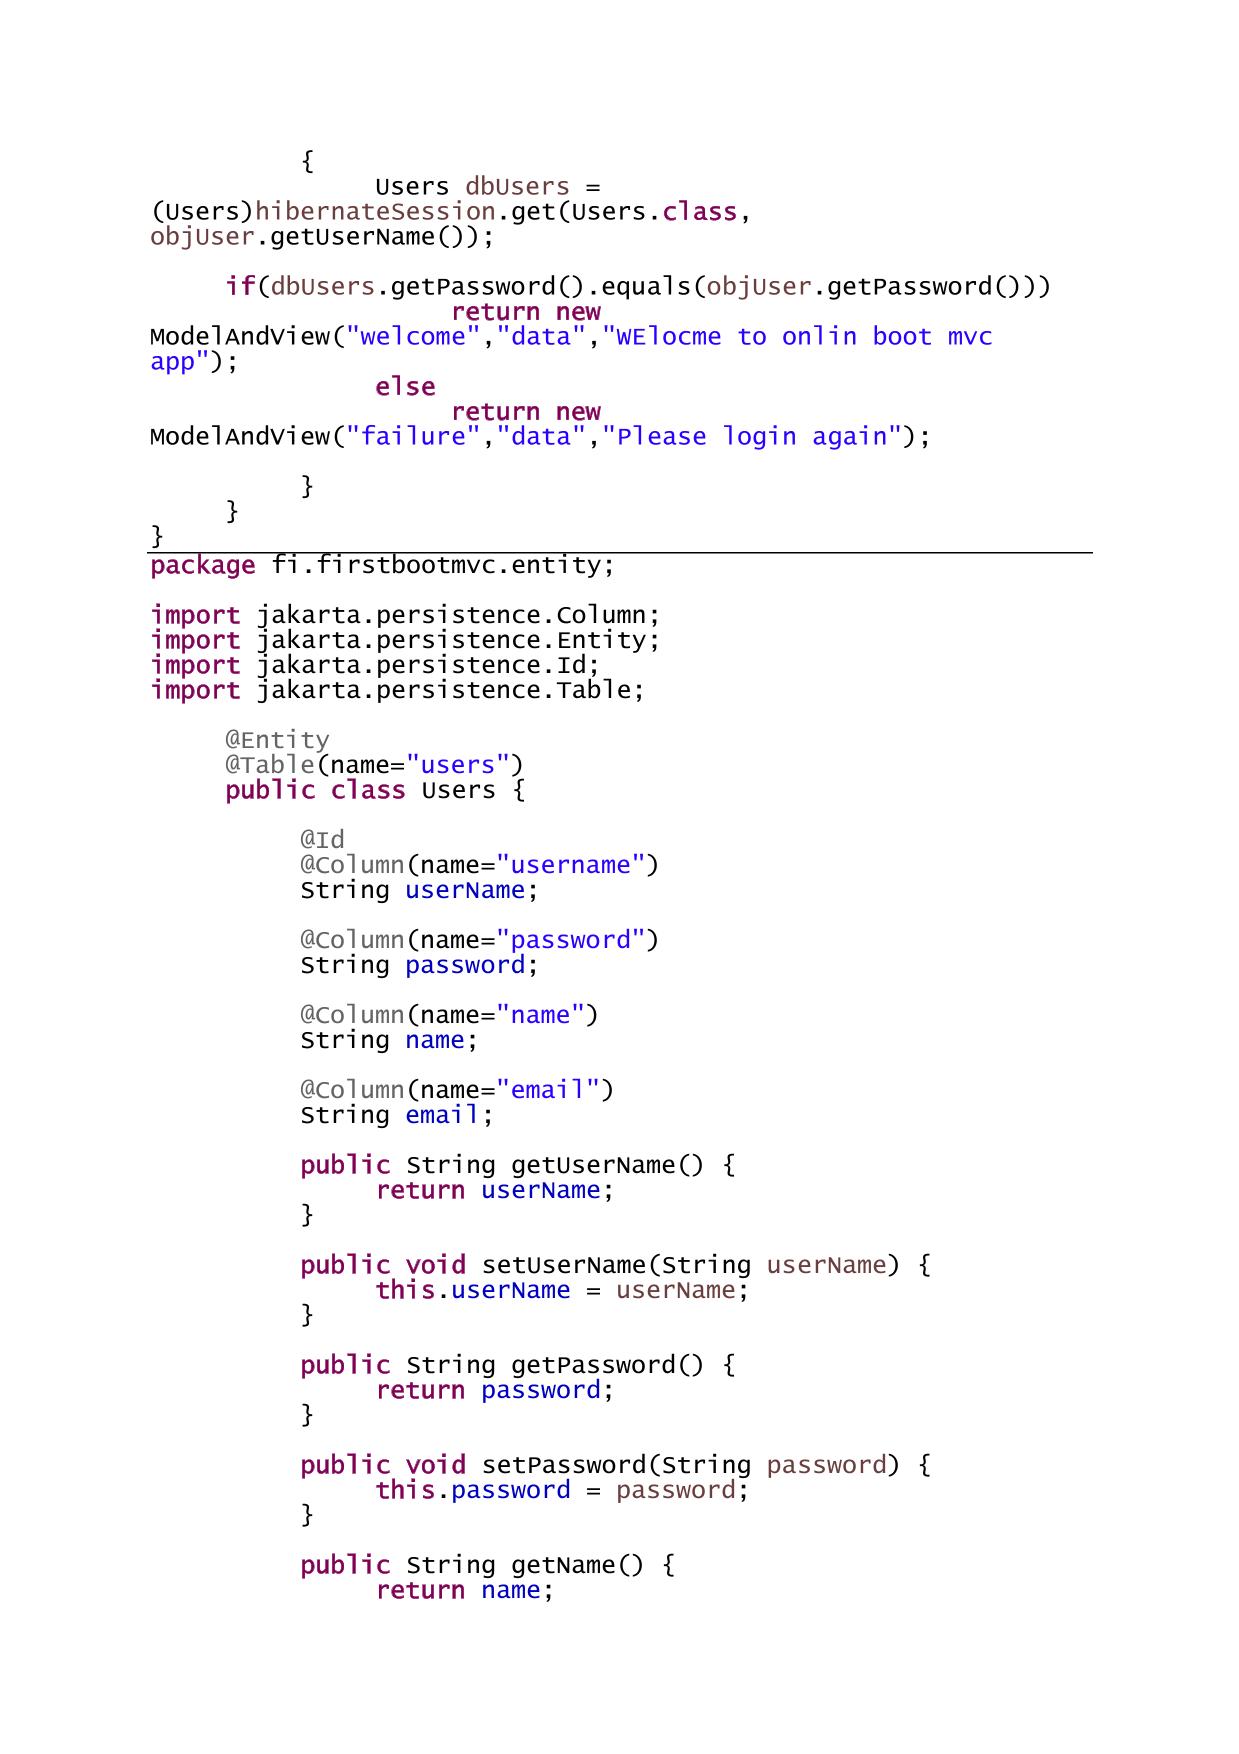 {
Users dbUsers =
(Users)hibernateSession.get(Users.class,
objUser.getUserName());
if(dbUsers.getPassword().equals(objUser.getPassword()))
return new
ModelAndView("welcome","data","WElocme to onlin boot mvc
app");
else
return new
ModelAndView("failure","data","Please login again");
}
}
}
package fi.firstbootmvc.entity;
import jakarta.persistence.Column;
import jakarta.persistence.Entity;
import jakarta.persistence.Id;
import jakarta.persistence.Table;
@Entity
@Table(name="users")
public class Users {
@Id
@Column(name="username")
String userName;
@Column(name="password")
String password;
@Column(name="name")
String name;
@Column(name="email")
String email;
public String getUserName() {
return userName;
}
public void setUserName(String userName) {
this.userName = userName;
}
public String getPassword() {
return password;
}
public void setPassword(String password) {
this.password = password;
}
public String getName() {
return name;